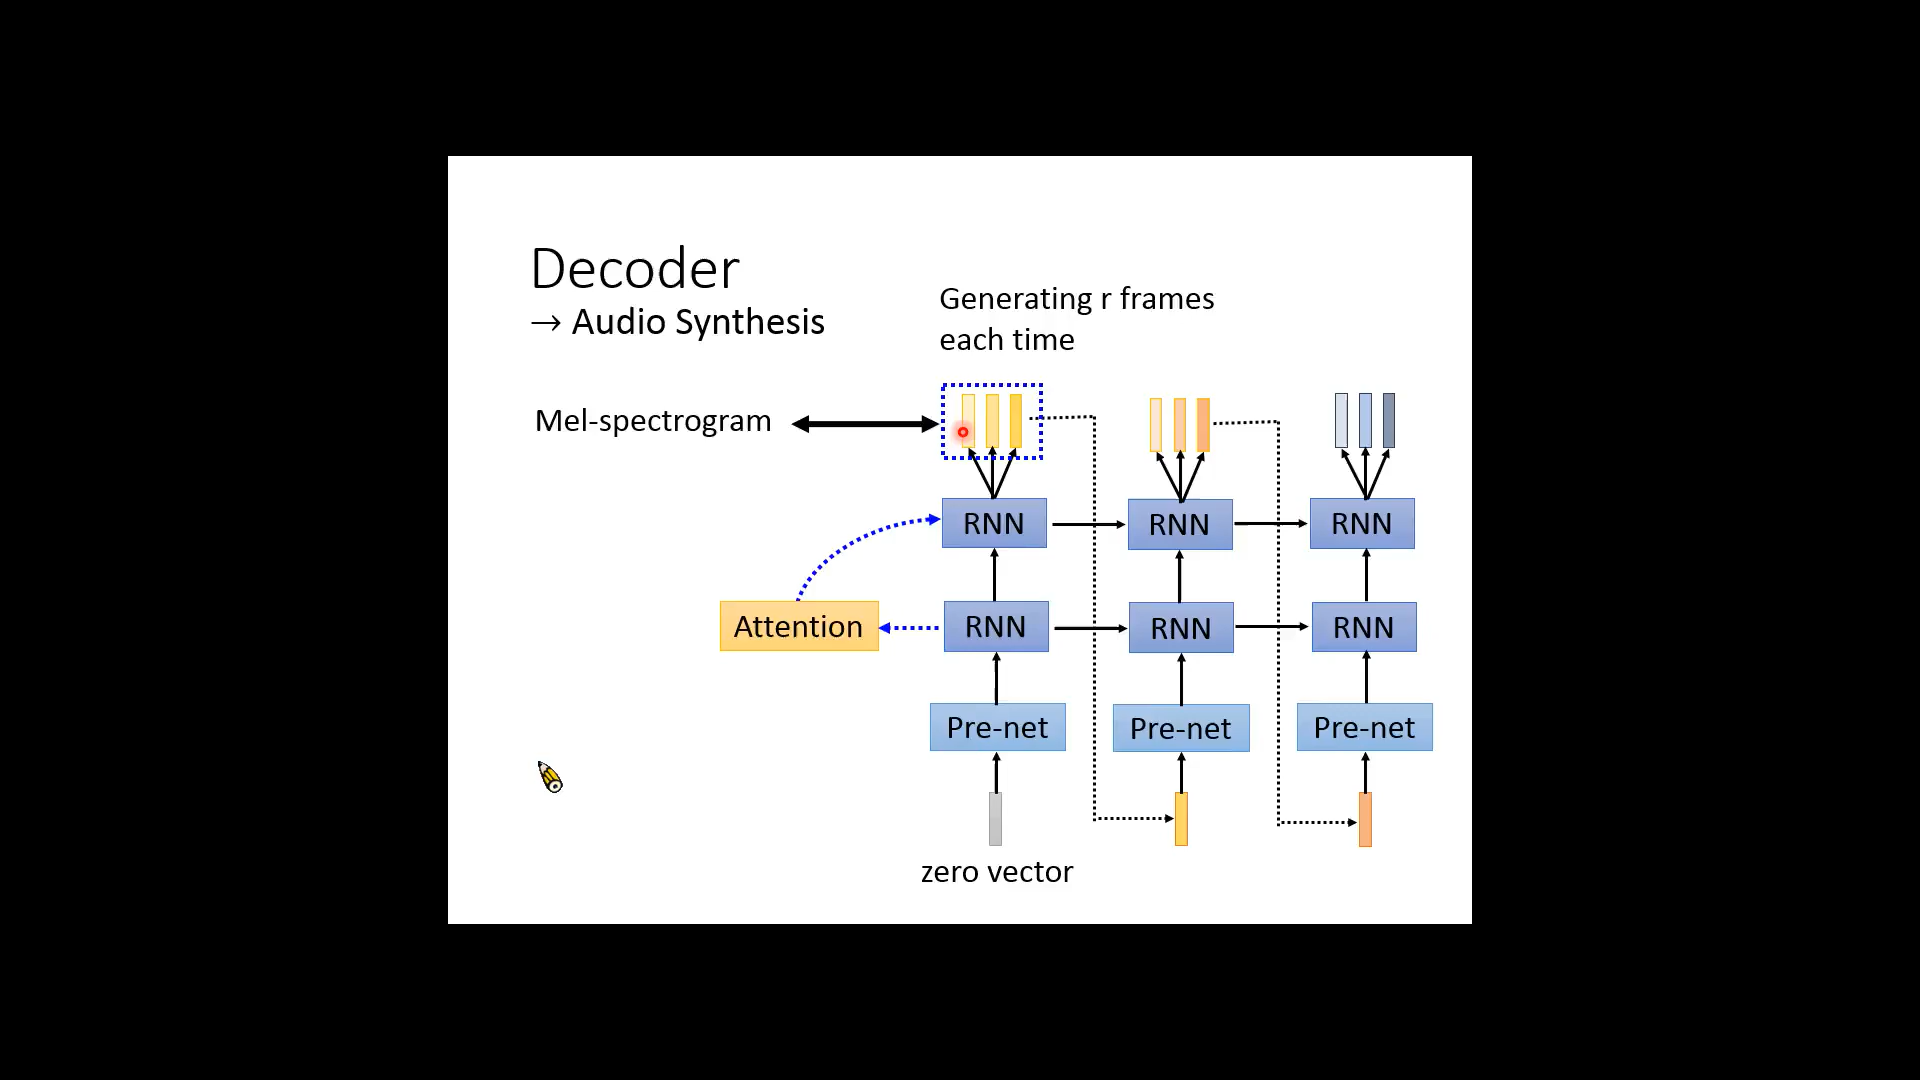 Decoder
→ Audio Synthesis
Generating r frames
each time
Mel-spectrogram
RNN
RNN
RNN
Attention
RNN
RNN
RNN
Pre-net
Pre-net
Pre-net
zero vector